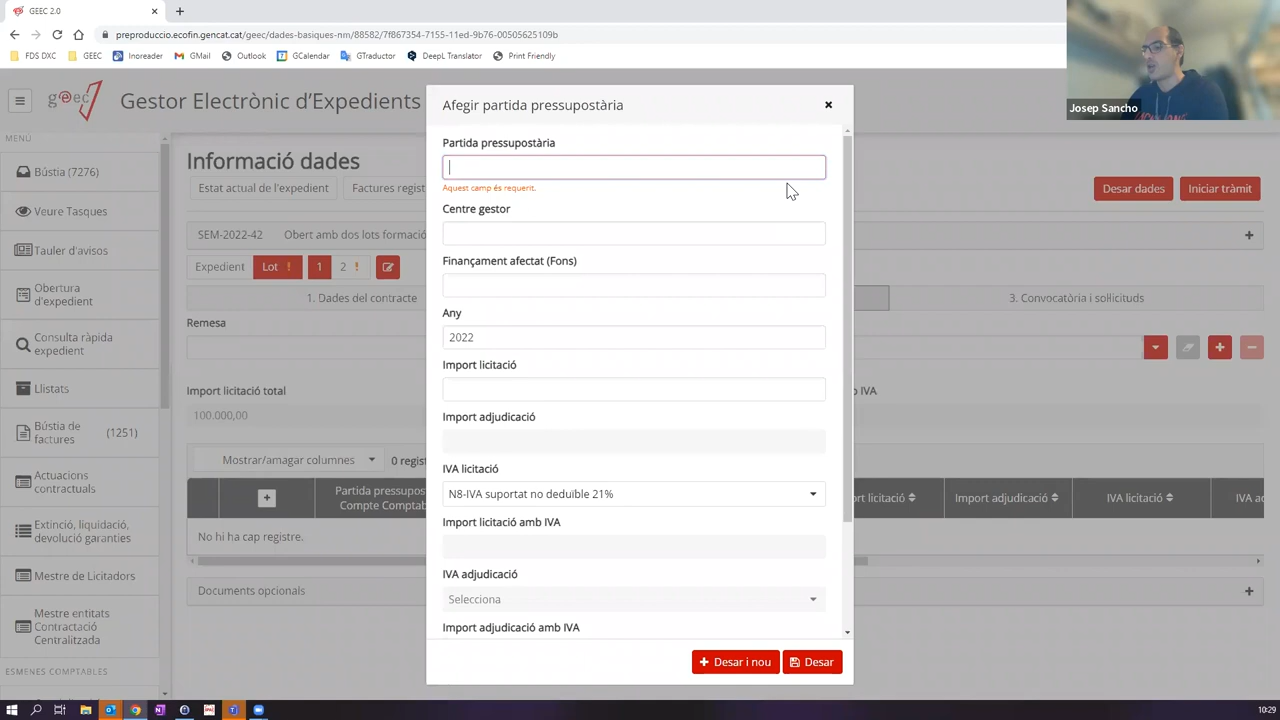 GEEC 2.0
preproduccio.ecofin.gencat.cat/geec/dades-basiques-nm/88582/7f867354-7155-11ed-9b76-00505625109b
FDS DXC GEEC Inoreader GMail Outlook GCalendar GTraductor DeepL Translator Print Friendly
Josep Sancho
geec
Gestor Electrònic d'Expedients
MENÚ
Bústia (7276)
Veure Tasques
Tauler d'avisos
Obertura
d'expedient
Consulta ràpida
expedient
Llistats
Bústia de
factures (1251)
Actuacions
contractuals
Extinció, liquidació,
devolució garanties
Mestre de Licitadors
Mestre entitats
Contractació
Centralitzada
ESMENES COMPTABLES
Informació dades
Estat actual de l'expedient
Factures regist
Desar dades
Iniciar tràmit
SEM-2022-42 Obert amb dos lots formació
Expedient Lot ! 1 2 !
1. Dades del contracte
3. Convocatòria i sol·licituds
Remesa
Import licitació total
b IVA
100.000,00
Mostrar/amagar columnes
0 regist
Partida pressupost
Compte Comptab
ort licitació
Import adjudicació
IVA licitació
IVA ad
No hi ha cap registre.
Documents opcionals
Afegir partida pressupostària
Partida pressupostària
Aquest camp és requerit.
Centre gestor
Finançament afectat (Fons)
Any
2022
Import licitació
Import adjudicació
IVA licitació
N8-IVA suportat no deduïble 21%
Import licitació amb IVA
IVA adjudicació
Selecciona
Import adjudicació amb IVA
Desar i nou
Desar
10:29